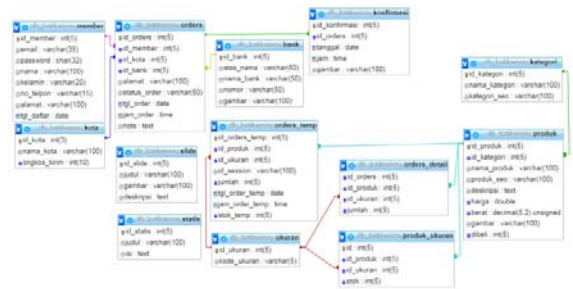 member
id_member : int(5)
email : varchar(35)
password : char(32)
nama : varchar(100)
kelamin : varchar(20)
no_telpon : varchar(15)
alamat : varchar(100)
tgl_daftar : date
kota
id_kota : int(5)
nama_kota : varchar(100)
ongkos_kirim : int(10)
orders
id_orders : int(5)
id_member : int(5)
id_kota : int(5)
id_bank : int(5)
alamat : varchar(100)
status_order : varchar(50)
tgl_order : date
jam_order : time
note : text
slide
id_slide : int(5)
judul : varchar(100)
gambar : varchar(100)
deskripsi : text
statis
id_statis : int(5)
judul : varchar(100)
isi : text
bank
id_bank : int(5)
atas_nama : varchar(50)
nama_bank : varchar(50)
nomor : varchar(50)
gambar : varchar(100)
orders_temp
id_orders_temp : int(5)
id_produk : int(5)
id_ukuran : int(5)
id_session : varchar(100)
jumlah : int(5)
tgl_order_temp : date
jam_order_temp : time
stok_temp : int(5)
ukuran
id_ukuran : int(5)
kode_ukuran : varchar(5)
konfirmasi
id_konfirmasi : int(5)
id_orders : int(5)
tanggal : date
jam : time
gambar : varchar(100)
orders_detail
id_orders : int(5)
id_produk : int(5)
id_ukuran : int(5)
jumlah : int(5)
produk_ukuran
id : int(5)
id_produk : int(5)
id_ukuran : int(5)
stok : int(5)
kategori
id_kategori : int(5)
nama_kategori : varchar(100)
kategori_seo : varchar(100)
produk
id_produk : int(5)
id_kategori : int(5)
nama_produk : varchar(100)
produk_seo : varchar(100)
deskripsi : text
harga : double
berat : decimal(5,2) unsigned
gambar : varchar(100)
dibeli : int(5)